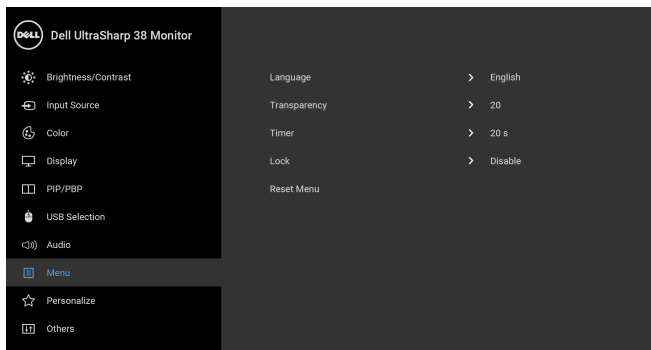 DELL Dell UltraSharp 38 Monitor
Brightness/Contrast
Input Source
Color
Display
PIP/PBP
USB Selection
Audio
Menu
Personalize
Others
Language > English
Transparency > 20
Timer > 20 s
Lock > Disable
Reset Menu